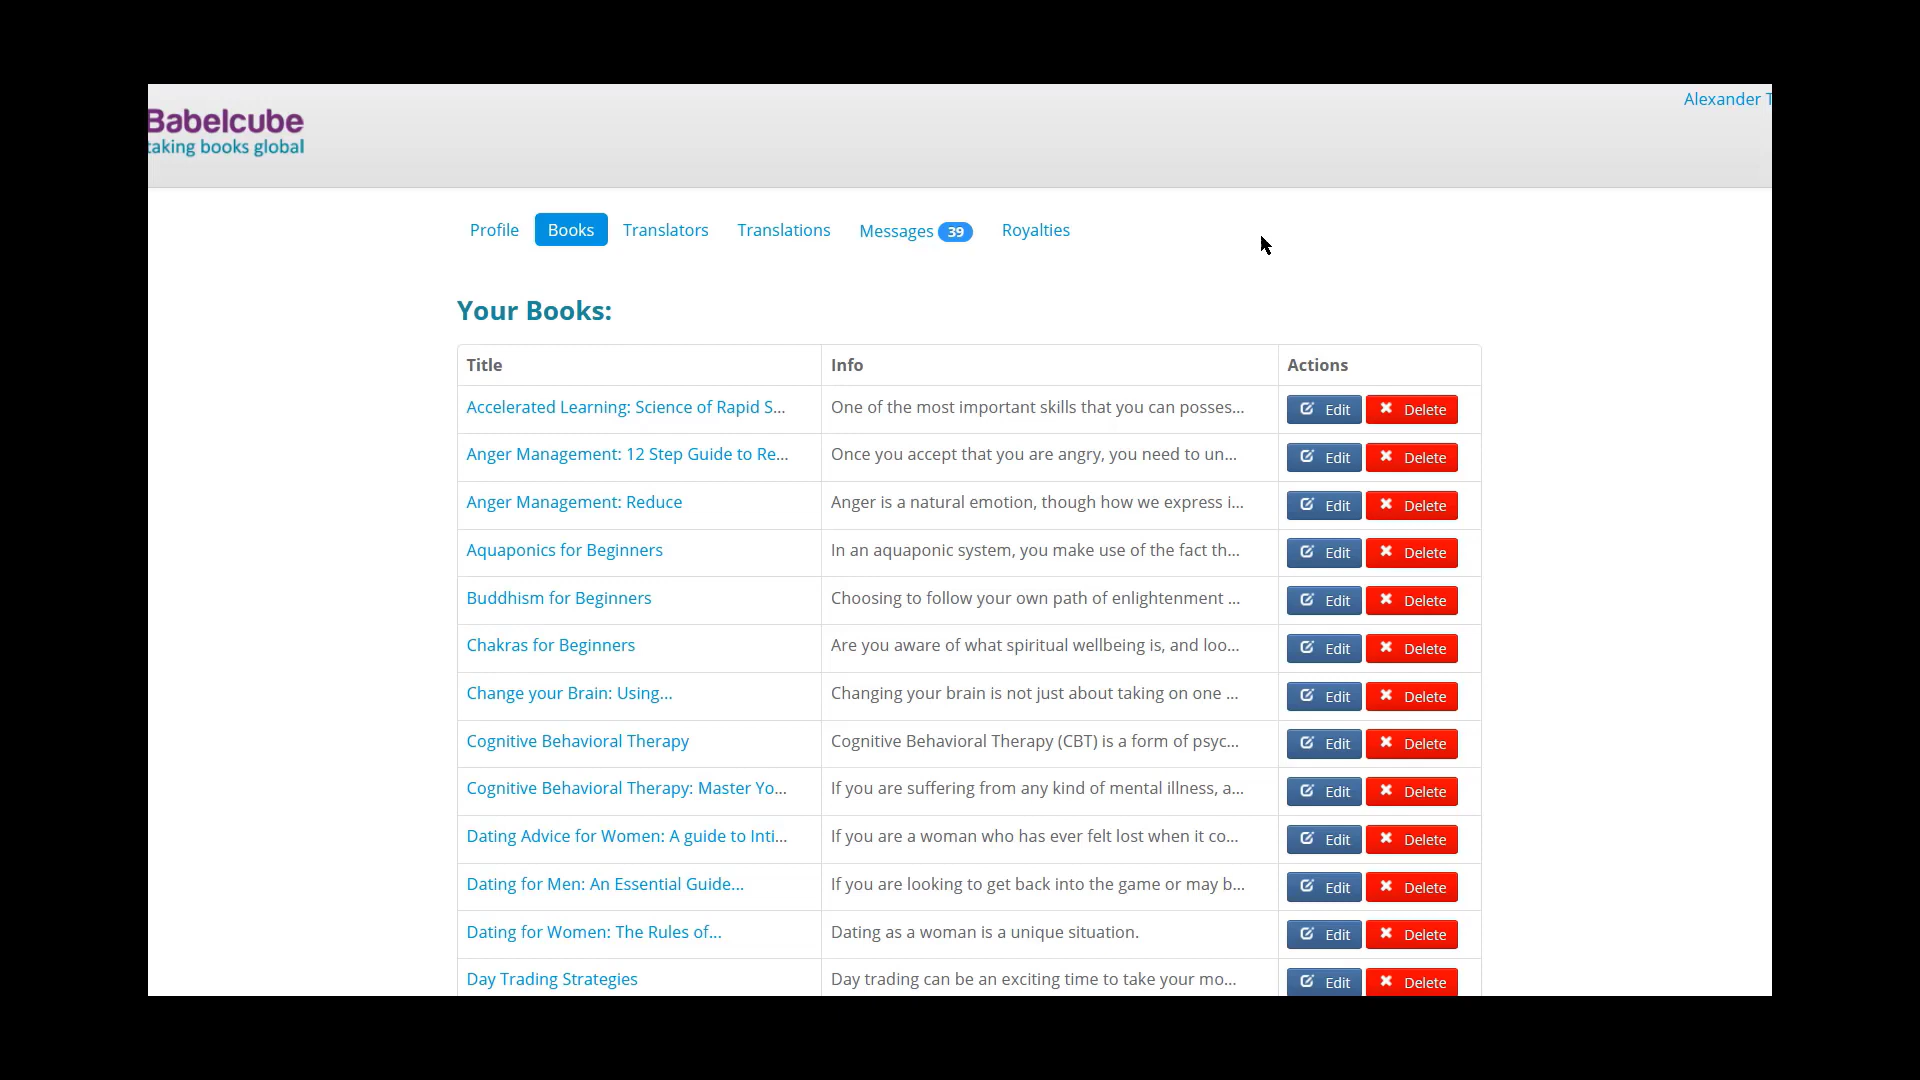 Babelcube
taking books global
Alexander T
Profile Books Translators Translations Messages 39 Royalties
Your Books:
Title Info Actions
Accelerated Learning: Science of Rapid S... One of the most important skills that you can posses... Edit Delete
Anger Management: 12 Step Guide to Re... Once you accept that you are angry, you need to un... Edit Delete
Anger Management: Reduce Anger is a natural emotion, though how we express i... Edit Delete
Aquaponics for Beginners In an aquaponic system, you make use of the fact th... Edit Delete
Buddhism for Beginners Choosing to follow your own path of enlightenment ... Edit Delete
Chakras for Beginners Are you aware of what spiritual wellbeing is, and loo... Edit Delete
Change your Brain: Using... Changing your brain is not just about taking on one ... Edit Delete
Cognitive Behavioral Therapy Cognitive Behavioral Therapy (CBT) is a form of psyc... Edit Delete
Cognitive Behavioral Therapy: Master Yo... If you are suffering from any kind of mental illness, a... Edit Delete
Dating Advice for Women: A guide to Inti... If you are a woman who has ever felt lost when it co... Edit Delete
Dating for Men: An Essential Guide... If you are looking to get back into the game or may b... Edit Delete
Dating for Women: The Rules of... Dating as a woman is a unique situation. Edit Delete
Day Trading Strategies Day trading can be an exciting time to take your mo... Edit Delete